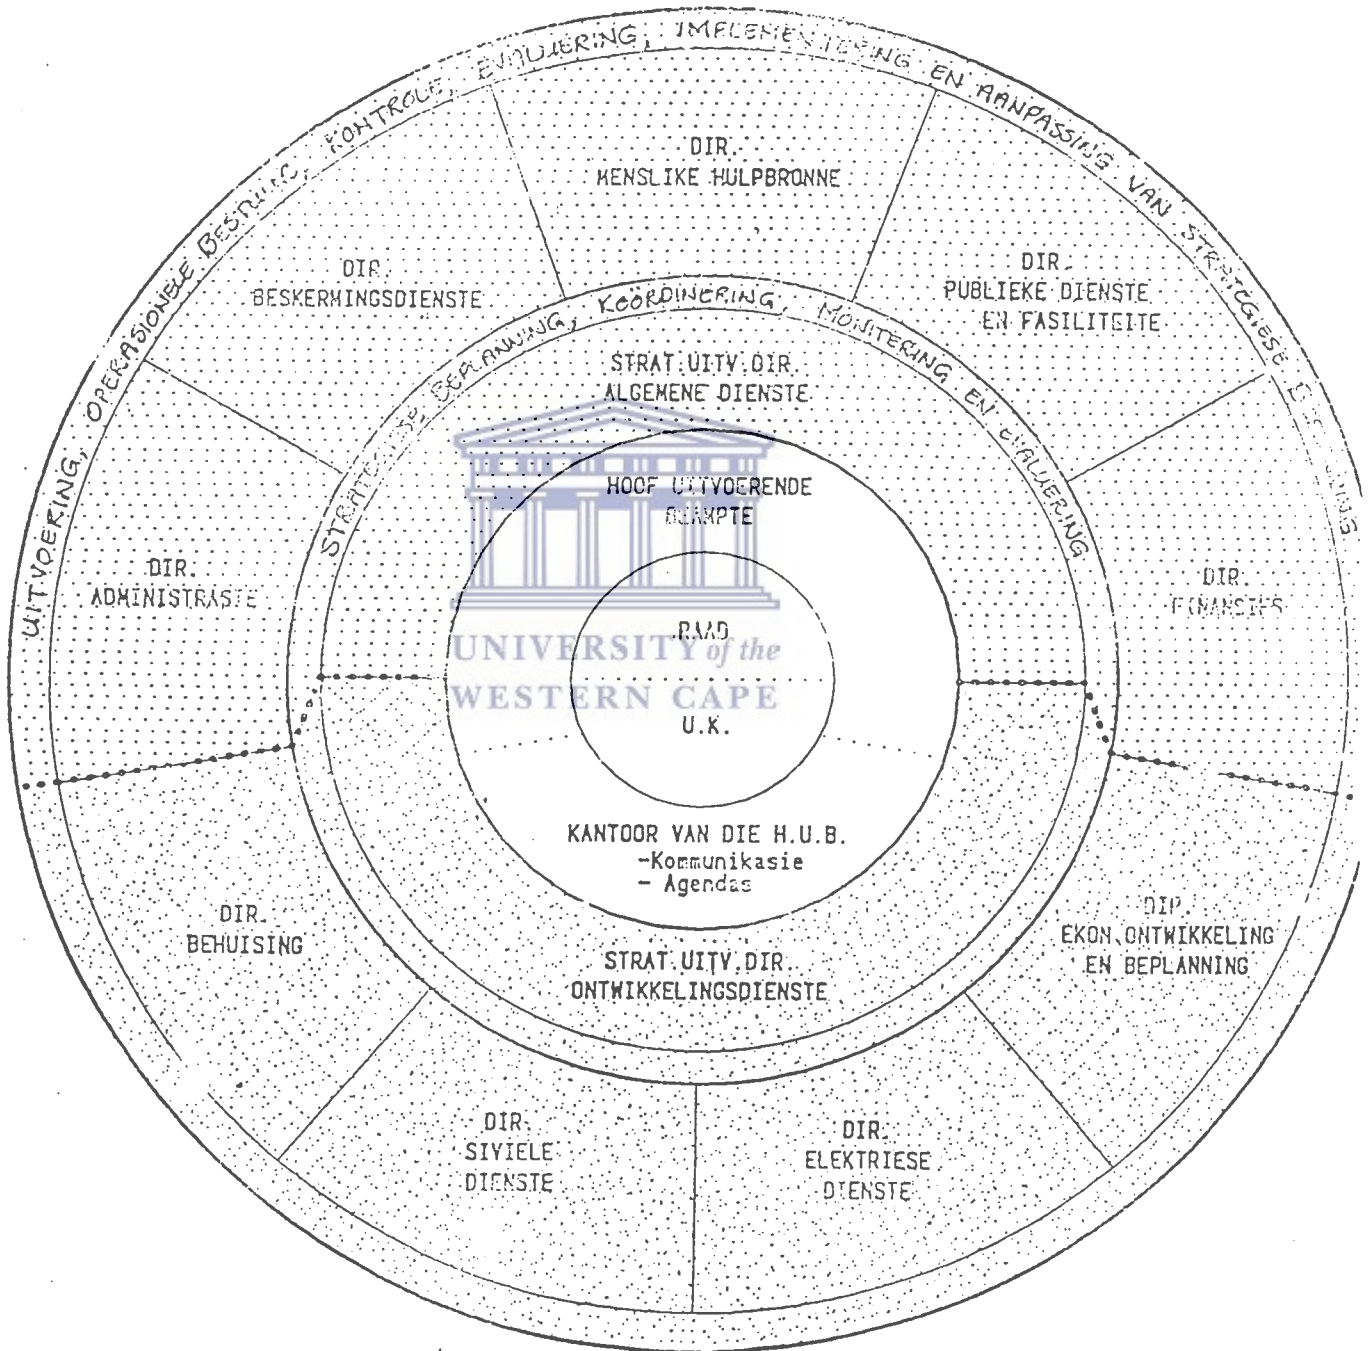 UITVOERING, OPERASIONELE BESTUUR, KONTROLE, EVALUERING, IMPLEMENTERING EN AANPASSING VAN STRATEGIESE
DIR.
MENSLIKE HULPBRONNE
DIR.
BESKERMINGSDIENSTE
DIR.
PUBLIEKE DIENSTE
EN FASILITEITE
DIR.
ADMINISTRASIE
DIR.
FINANSIES
STRATEGIESE BEPLANNING, KOÖRDINERING, MONITERING EN EVALUERING
STRAT.UITV.DIR.
ALGEMENE DIENSTE
HOOF UITVOERENDE
BEAMPTE
RAAD
UNIVERSITY of the
WESTERN CAPE
U.K.
KANTOOR VAN DIE H.U.B.
-Kommunikasie
- Agendas
STRAT.UITV.DIR.
ONTWIKKELINGSDIENSTE
DIR.
BEHUISING
DIR.
EKON.ONTWIKKELING
EN BEPLANNING
DIR.
SIVIELE
DIENSTE
DIR.
ELEKTRIESE
DIENSTE